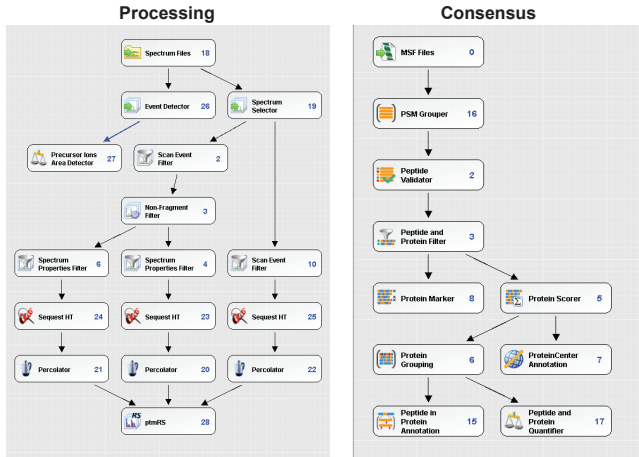 Processing
Spectrum Files 18
Event Detector 26
Spectrum
Selector 19
Precursor Ions
Area Detector 27
Scan Event
Filter 2
Non-Fragment
Filter 3
Spectrum
Properties Filter 6
Spectrum
Properties Filter 4
Scan Event
Filter 10
Sequest HT 24
Sequest HT 23
Sequest HT 25
Percolator 21
Percolator 20
Percolator 22
RS
ptmRS 28
Consensus
MSF Files 0
PSM Grouper 16
Peptide
Validator 2
Peptide and
Protein Filter 3
Protein Marker 8
Protein Scorer 5
Protein
Grouping 6
ProteinCenter
Annotation 7
Peptide in
Protein
Annotation 15
Peptide and
Protein
Quantifier 17